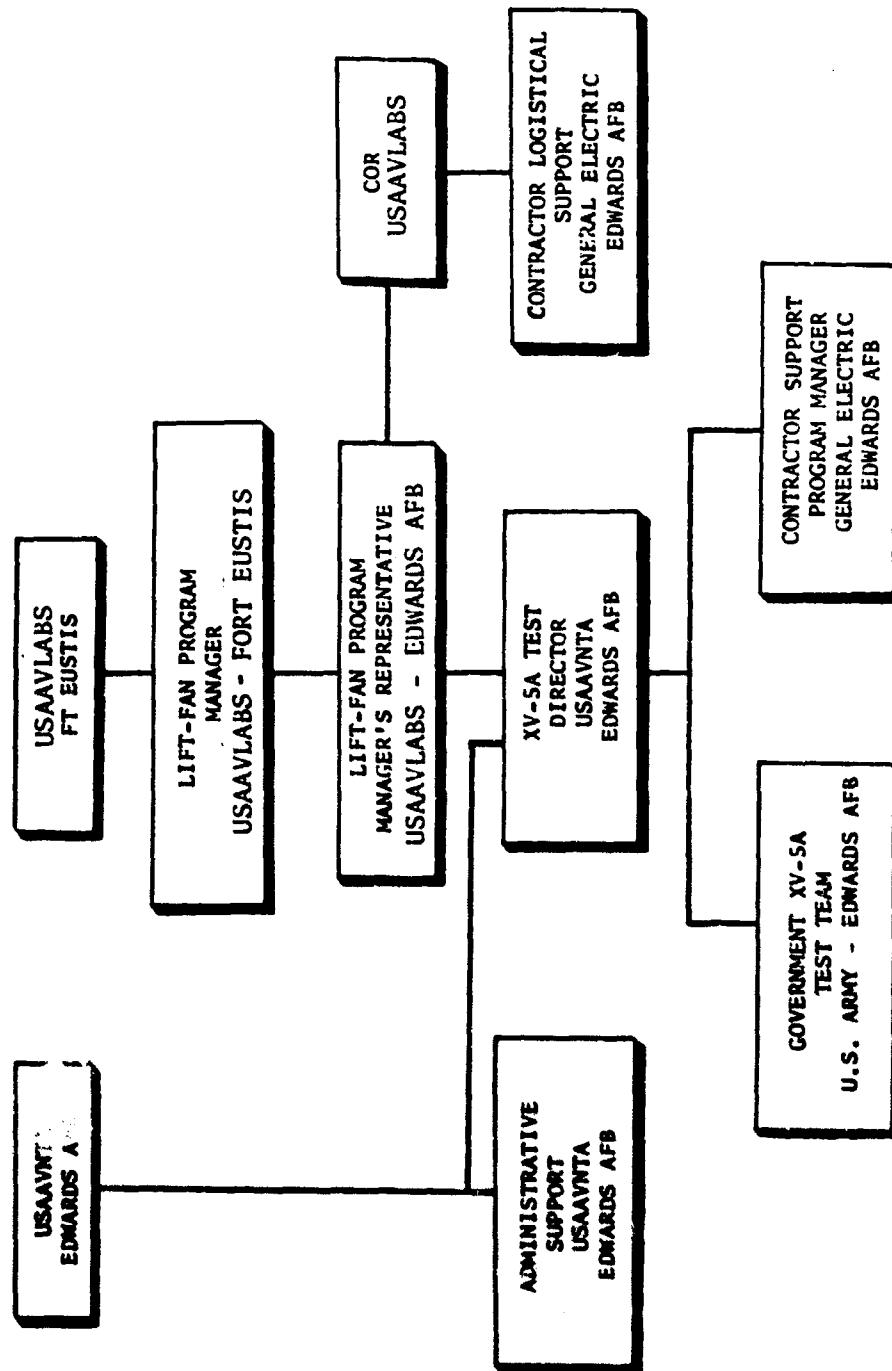 USAAVNT
EDWARDS A
USAAVLABS
FT EUSTIS
LIFT-FAN PROGRAM
MANAGER
USAAVLABS - FORT EUSTIS
LIFT-FAN PROGRAM
MANAGER'S REPRESENTATIVE
USAAVLABS - EDWARDS AFB
COR
USAAVLABS
ADMINISTRATIVE
SUPPORT
USAAVNTA
EDWARDS AFB
XV-5A TEST
DIRECTOR
USAAVNTA
EDWARDS AFB
CONTRACTOR LOGISTICAL
SUPPORT
GENERAL ELECTRIC
EDWARDS AFB
GOVERNMENT XV-5A
TEST TEAM
U.S. ARMY - EDWARDS AFB
CONTRACTOR SUPPORT
PROGRAM MANAGER
GENERAL ELECTRIC
EDWARDS AFB